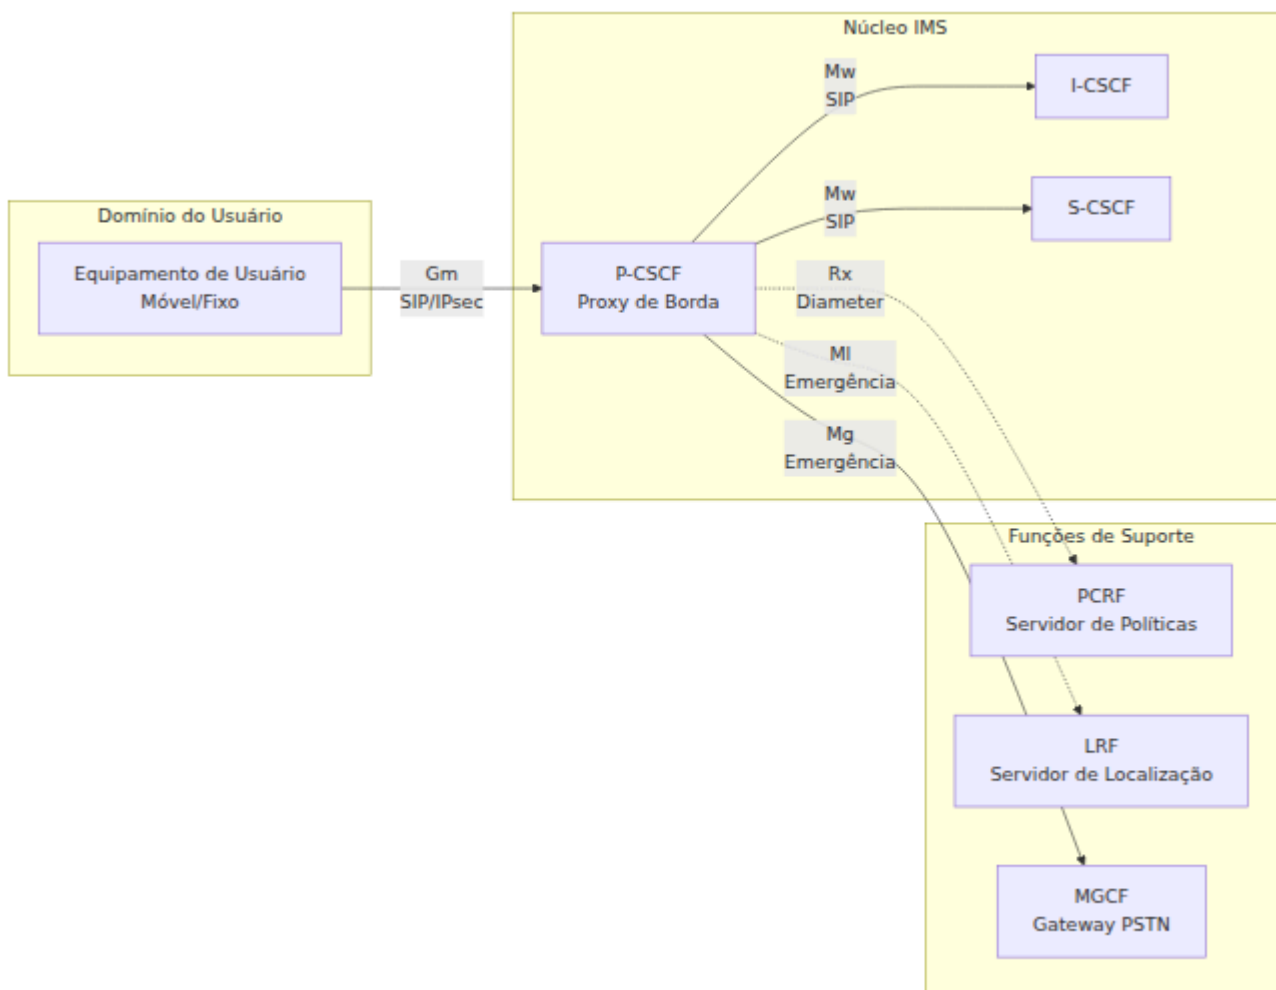 Núcleo IMS
Mw
SIP
I-CSCF
Mw
SIP
S-CSCF
Domínio do Usuário
Equipamento de Usuário
Móvel/Fixo
Gm
SIP/IPsec
P-CSCF
Proxy de Borda
Rx
Diameter
Ml
Emergência
Mg
Emergência
Funções de Suporte
PCRF
Servidor de Políticas
LRF
Servidor de Localização
MGCF
Gateway PSTN